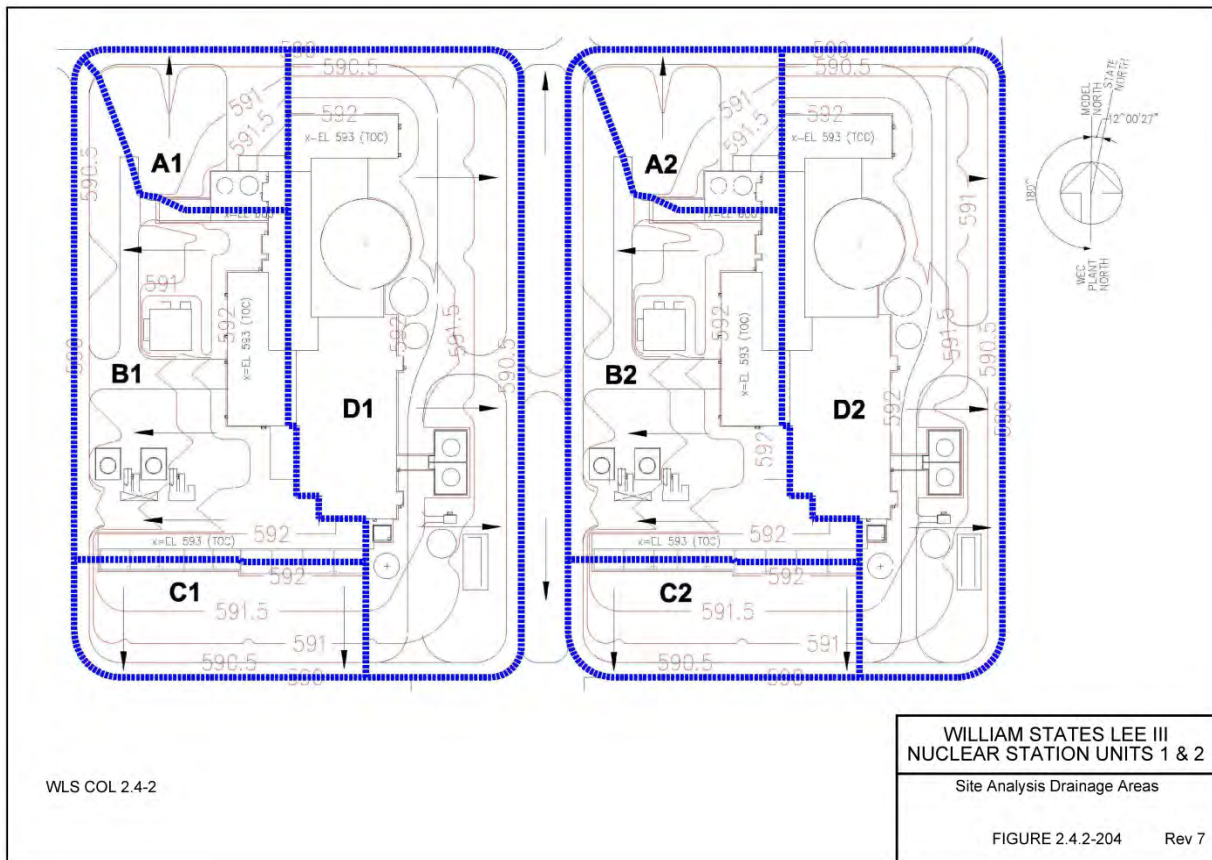 590
590.5
591
591.5
592
x=EL 593 (TOC)
A1
590.5
591
592
x=EL 593 (TOC)
592
591.5
590.5
590
B1
D1
592
x=EL 593 (TOC)
592
C1
591.5
591
590.5
590
590
590.5
591
591.5
592
x=EL 593 (TOC)
A2
591
592
x=EL 593 (TOC)
591.5
590.5
592
590
B2
D2
592
592
x=EL 593 (TOC)
592
C2
591.5
591
590.5
590
MODEL
NORTH
STATE
NORTH
12°00'27"
180°
WEC
PLANT
NORTH
WLS COL 2.4-2
WILLIAM STATES LEE III
NUCLEAR STATION UNITS 1 & 2
Site Analysis Drainage Areas
FIGURE 2.4.2-204 Rev 7